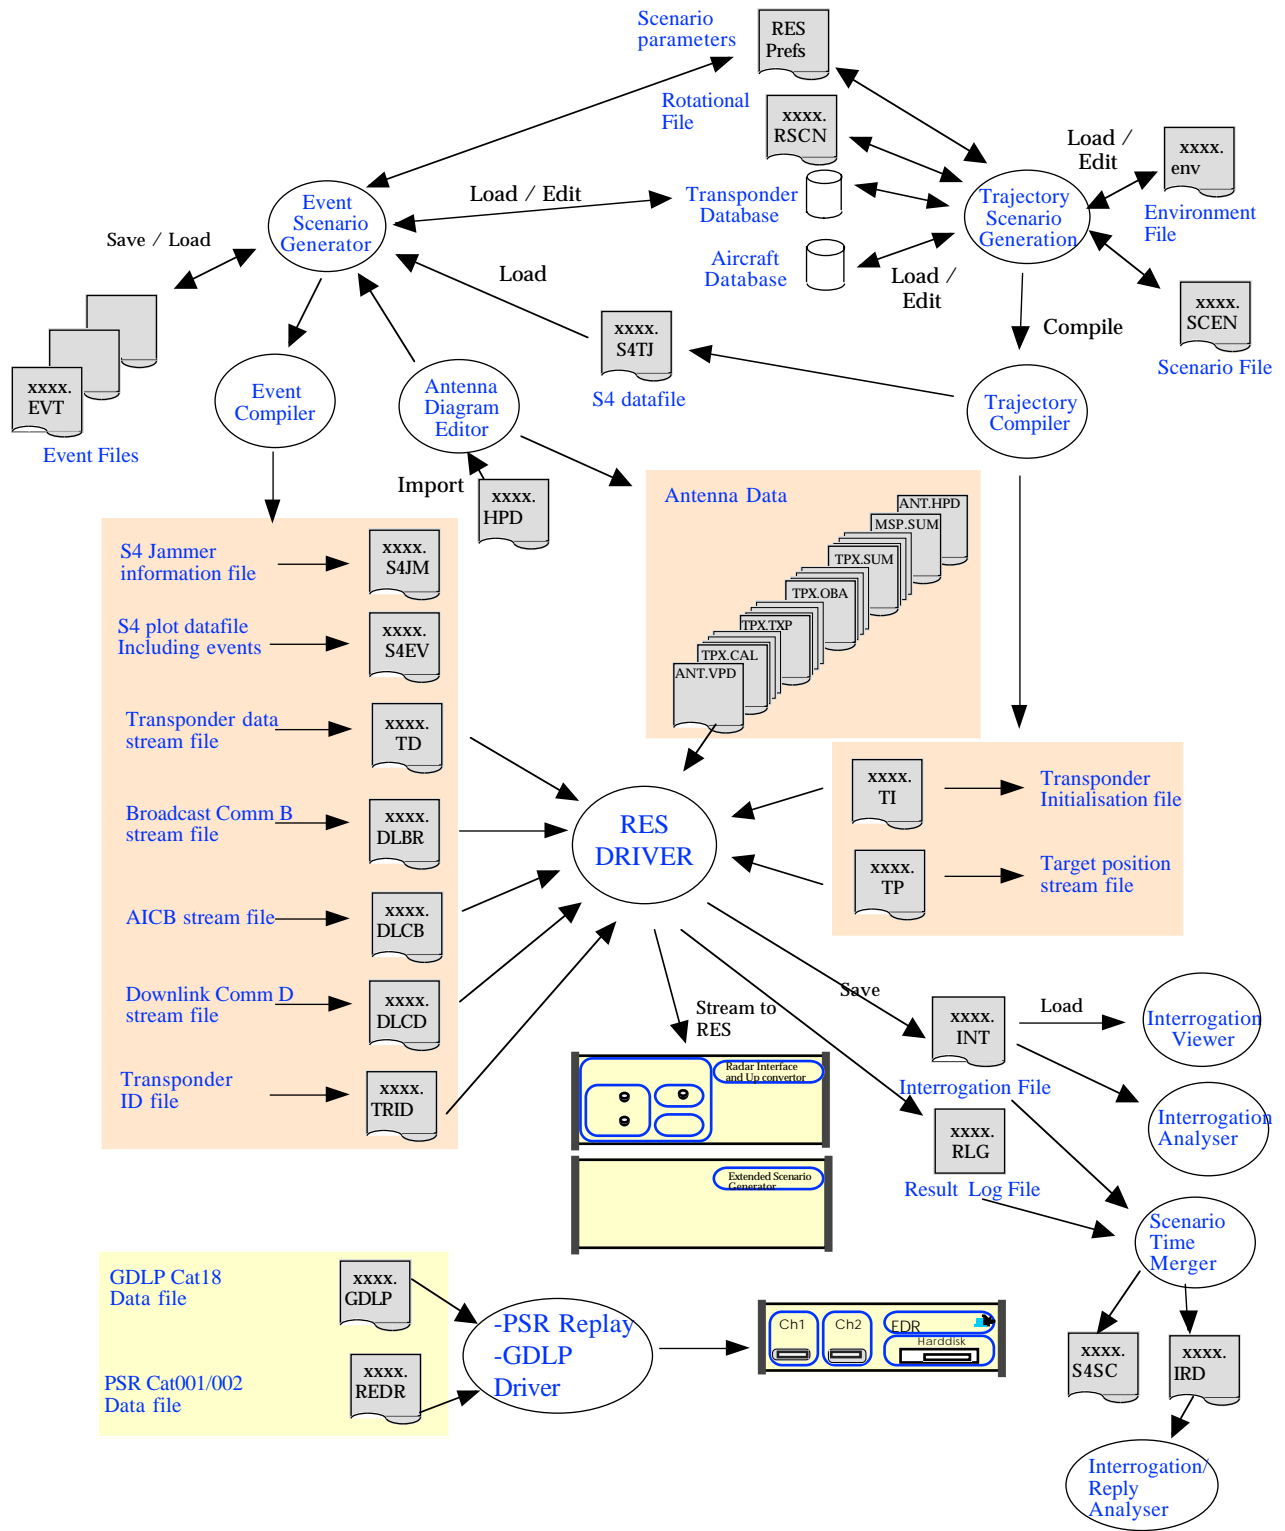 Scenario
parameters
RES
Prefs
Rotational
File
xxxx.
RSCN
Load /
Edit
xxxx.
env
Environment
File
Event
Scenario
Generator
Load / Edit
Transponder
Database
Trajectory
Scenario
Generation
Save / Load
Aircraft
Database
Load /
Edit
Load
xxxx.
SCEN
Scenario File
xxxx.
S4TJ
S4 datafile
Compile
xxxx.
EVT
Event Files
Event
Compiler
Antenna
Diagram
Editor
Trajectory
Compiler
Import
xxxx.
HPD
Antenna Data
ANT.HPD
MSP.SUM
TPX.SUM
TPX.OBA
TPX.TXP
TPX.CAL
ANT.VPD
S4 Jammer
information file
xxxx.
S4JM
S4 plot datafile
Including events
xxxx.
S4EV
Transponder data
stream file
xxxx.
TD
Broadcast Comm B
stream file
xxxx.
DLBR
AICB stream file
xxxx.
DLCB
Downlink Comm D
stream file
xxxx.
DLCD
Transponder
ID file
xxxx.
TRID
RES
DRIVER
xxxx.
TI
Transponder
Initialisation file
xxxx.
TP
Target position
stream file
Stream to
RES
Save
xxxx.
INT
Interrogation File
Load
Interrogation
Viewer
Interrogation
Analyser
xxxx.
RLG
Result Log File
Radar Interface
and Up convertor
Extended Scenario
Generator
Scenario
Time
Merger
xxxx.
S4SC
xxxx.
IRD
Interrogation/
Reply
Analyser
GDLP Cat18
Data file
xxxx.
GDLP
PSR Cat001/002
Data file
xxxx.
REDR
-PSR Replay
-GDLP
Driver
Ch1
Ch2
EDR
Harddisk